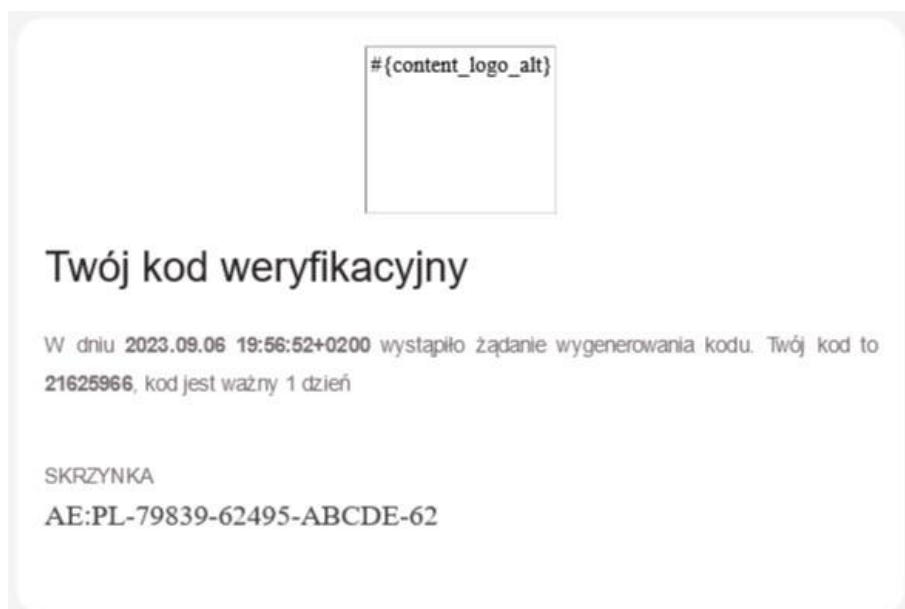 #{content_logo_alt}
Twój kod weryfikacyjny
W dniu 2023.09.06 19:56:52+0200 wystąpiło żądanie wygenerowania kodu. Twój kod to
21625966, kod jest ważny 1 dzień
SKRZYNKA
AE:PL-79839-62495-ABCDE-62